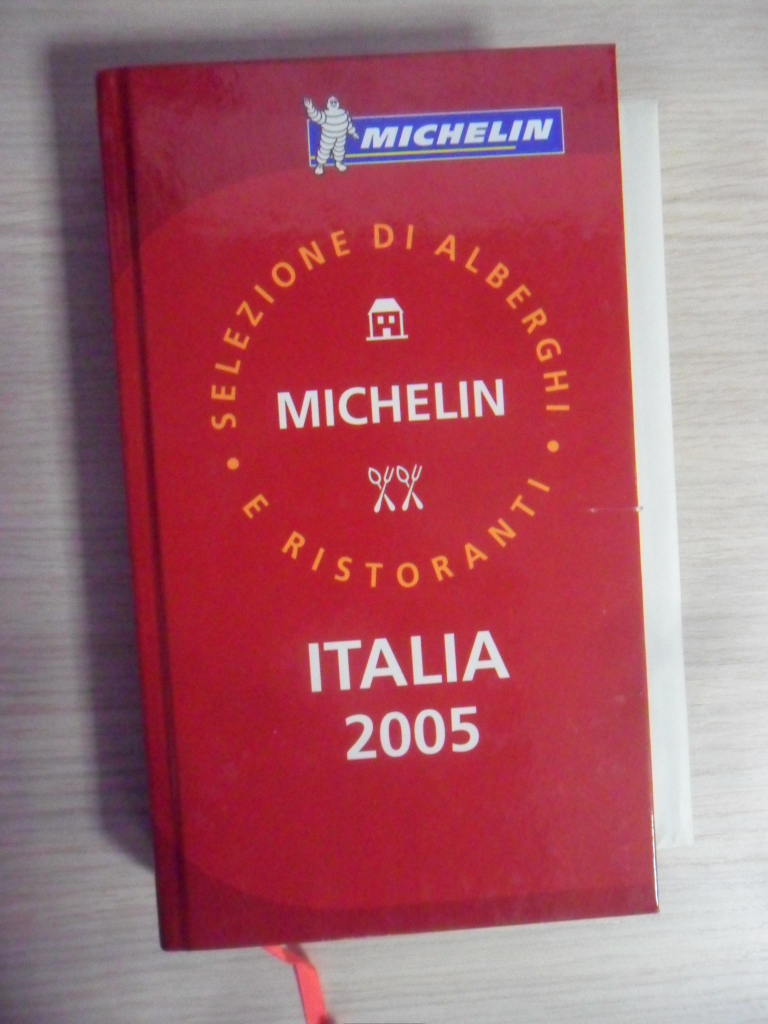 MICHELIN
SELEZIONE DI ALBERGHI
MICHELIN
• E RISTORANTI •
ITALIA
2005